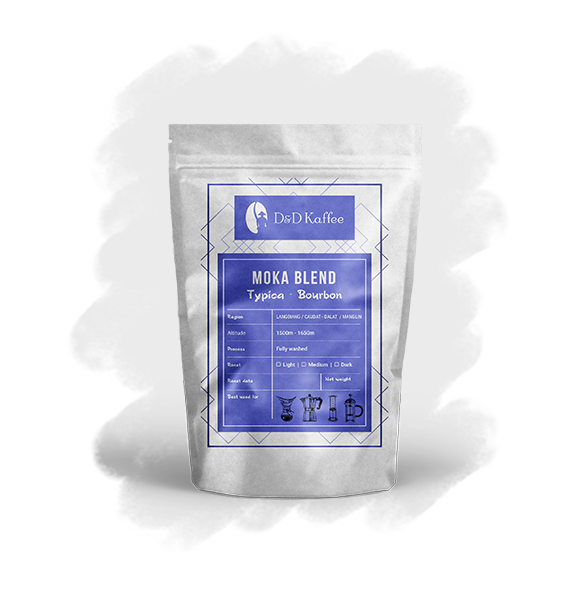 D&D Kaffee
MOKA BLEND
Typica - Bourbon
Region LANGBIANG / CAUDAT - DALAT / MANGLIN
Altitude 1500m - 1650m
Process Fully washed
Roast Light | Medium | Dark
Roast date Net weight
Best used for